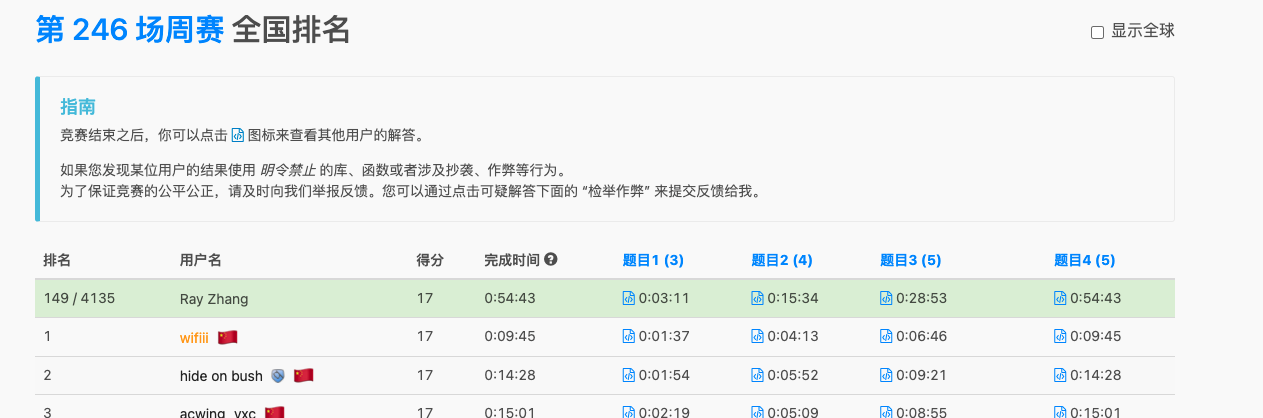 第 246 场周赛 全国排名
显示全球
指南
竞赛结束之后，你可以点击 图标来查看其他用户的解答。
如果您发现某位用户的结果使用 明令禁止 的库、函数或者涉及抄袭、作弊等行为。
为了保证竞赛的公平公正，请及时向我们举报反馈。您可以通过点击可疑解答下面的 “检举作弊” 来提交反馈给我。
排名 用户名 得分 完成时间 题目1 (3) 题目2 (4) 题目3 (5) 题目4 (5)
149 / 4135 Ray Zhang 17 0:54:43 0:03:11 0:15:34 0:28:53 0:54:43
1 wifiii 17 0:09:45 0:01:37 0:04:13 0:06:46 0:09:45
2 hide on bush 17 0:14:28 0:01:54 0:05:52 0:09:21 0:14:28
3 acwing_yxc 17 0:15:01 0:02:19 0:05:09 0:08:55 0:15:01